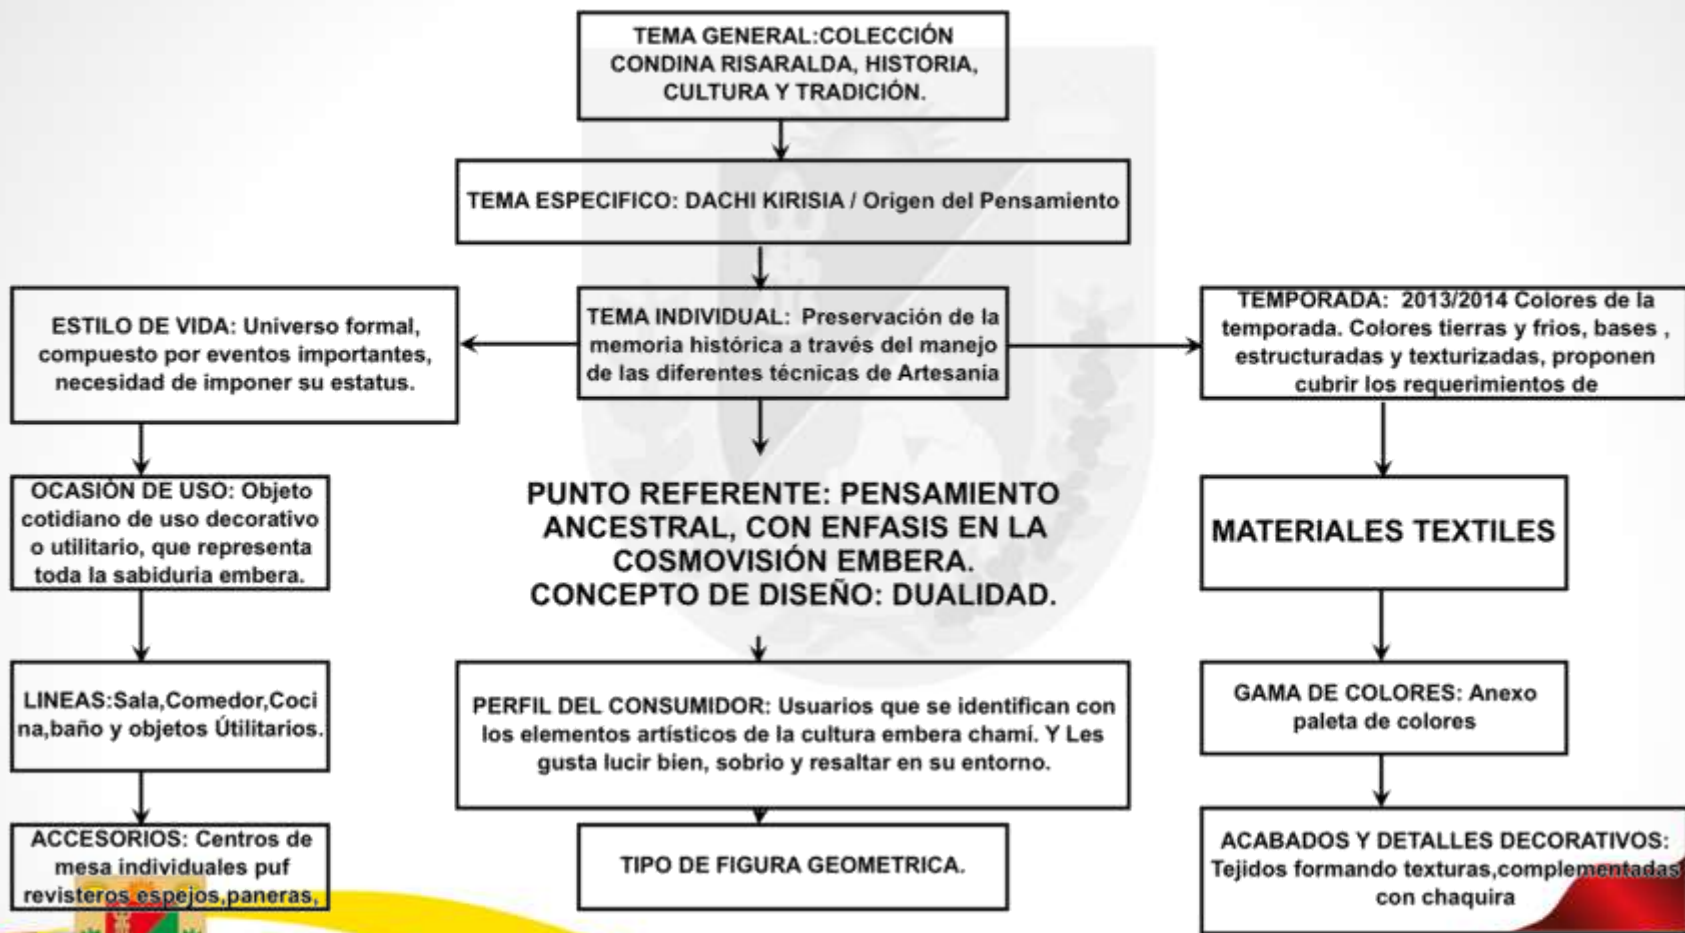 TEMA GENERAL:COLECCIÓN
CONDINA RISARALDA, HISTORIA,
CULTURA Y TRADICIÓN.
TEMA ESPECIFICO: DACHI KIRISIA / Origen del Pensamiento
ESTILO DE VIDA: Universo formal,
compuesto por eventos importantes,
necesidad de imponer su estatus.
TEMA INDIVIDUAL: Preservación de la
memoria histórica a través del manejo
de las diferentes técnicas de Artesanía
TEMPORADA: 2013/2014 Colores de la
temporada. Colores tierras y frios, bases ,
estructuradas y texturizadas, proponen
cubrir los requerimientos de
OCASIÓN DE USO: Objeto
cotidiano de uso decorativo
o utilitario, que representa
toda la sabiduria embera.
PUNTO REFERENTE: PENSAMIENTO
ANCESTRAL, CON ENFASIS EN LA
COSMOVISIÓN EMBERA.
CONCEPTO DE DISEÑO: DUALIDAD.
MATERIALES TEXTILES
LINEAS:Sala,Comedor,Coci
na,baño y objetos Útilitarios.
PERFIL DEL CONSUMIDOR: Usuarios que se identifican con
los elementos artísticos de la cultura embera chamí. Y Les
gusta lucir bien, sobrio y resaltar en su entorno.
GAMA DE COLORES: Anexo
paleta de colores
ACCESORIOS: Centros de
mesa individuales puf
revisteros espejos,paneras,
TIPO DE FIGURA GEOMETRICA.
ACABADOS Y DETALLES DECORATIVOS:
Tejidos formando texturas,complementadas
con chaquira